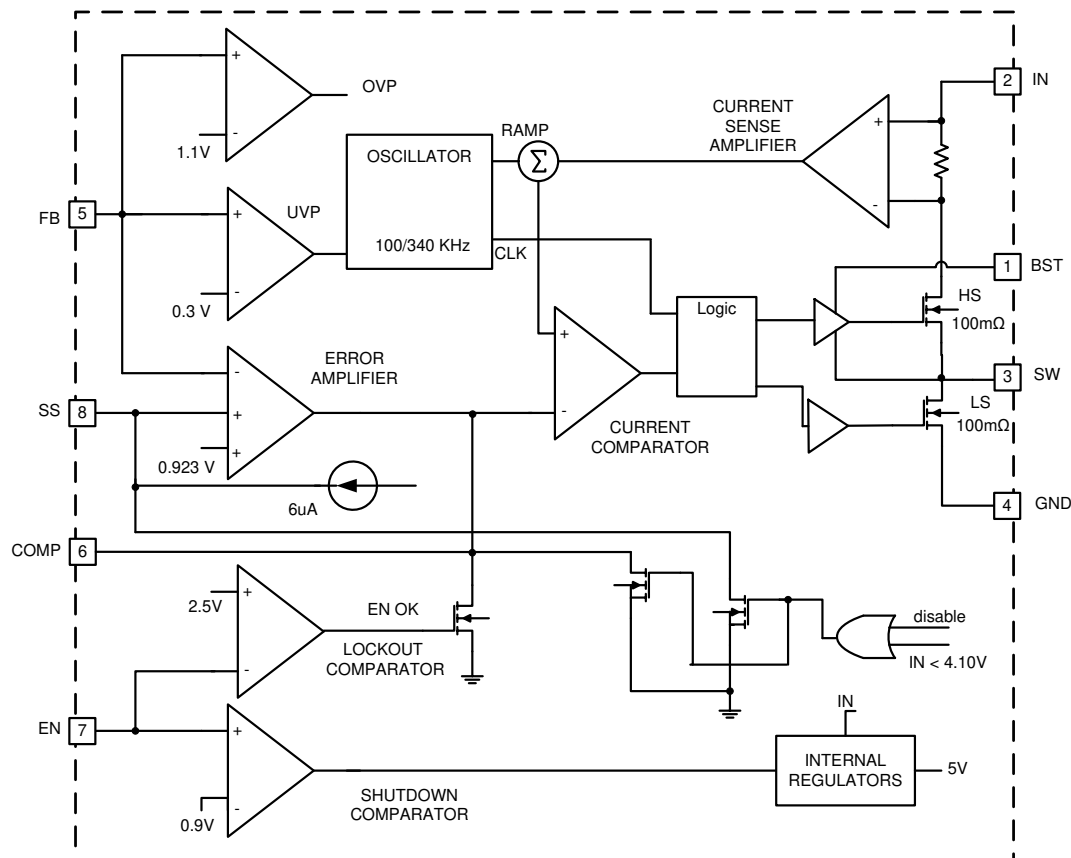 +
OVP
-
1.1V
2
IN
CURRENT
SENSE
AMPLIFIER
+
-
RAMP
Σ
OSCILLATOR
100/340 KHz
CLK
FB
5
+
UVP
-
0.3 V
1
BST
HS
100mΩ
Logic
+
-
CURRENT
COMPARATOR
3
SW
LS
100mΩ
ERROR
AMPLIFIER
-
+
+
0.923 V
SS
8
6uA
4
GND
COMP
6
+
2.5V
-
EN OK
LOCKOUT
COMPARATOR
disable
IN < 4.10V
EN
7
+
-
0.9V
SHUTDOWN
COMPARATOR
IN
INTERNAL
REGULATORS
5V